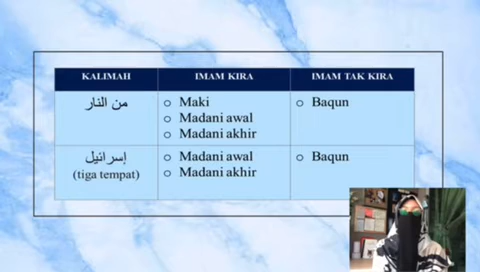 KALIMAH IMAM KIRA IMAM TAK KIRA
من النار
o Maki
o Madani awal
o Madani akhir
o Baqun
إسرائيل
(tiga tempat)
o Madani awal
o Madani akhir
o Baqun